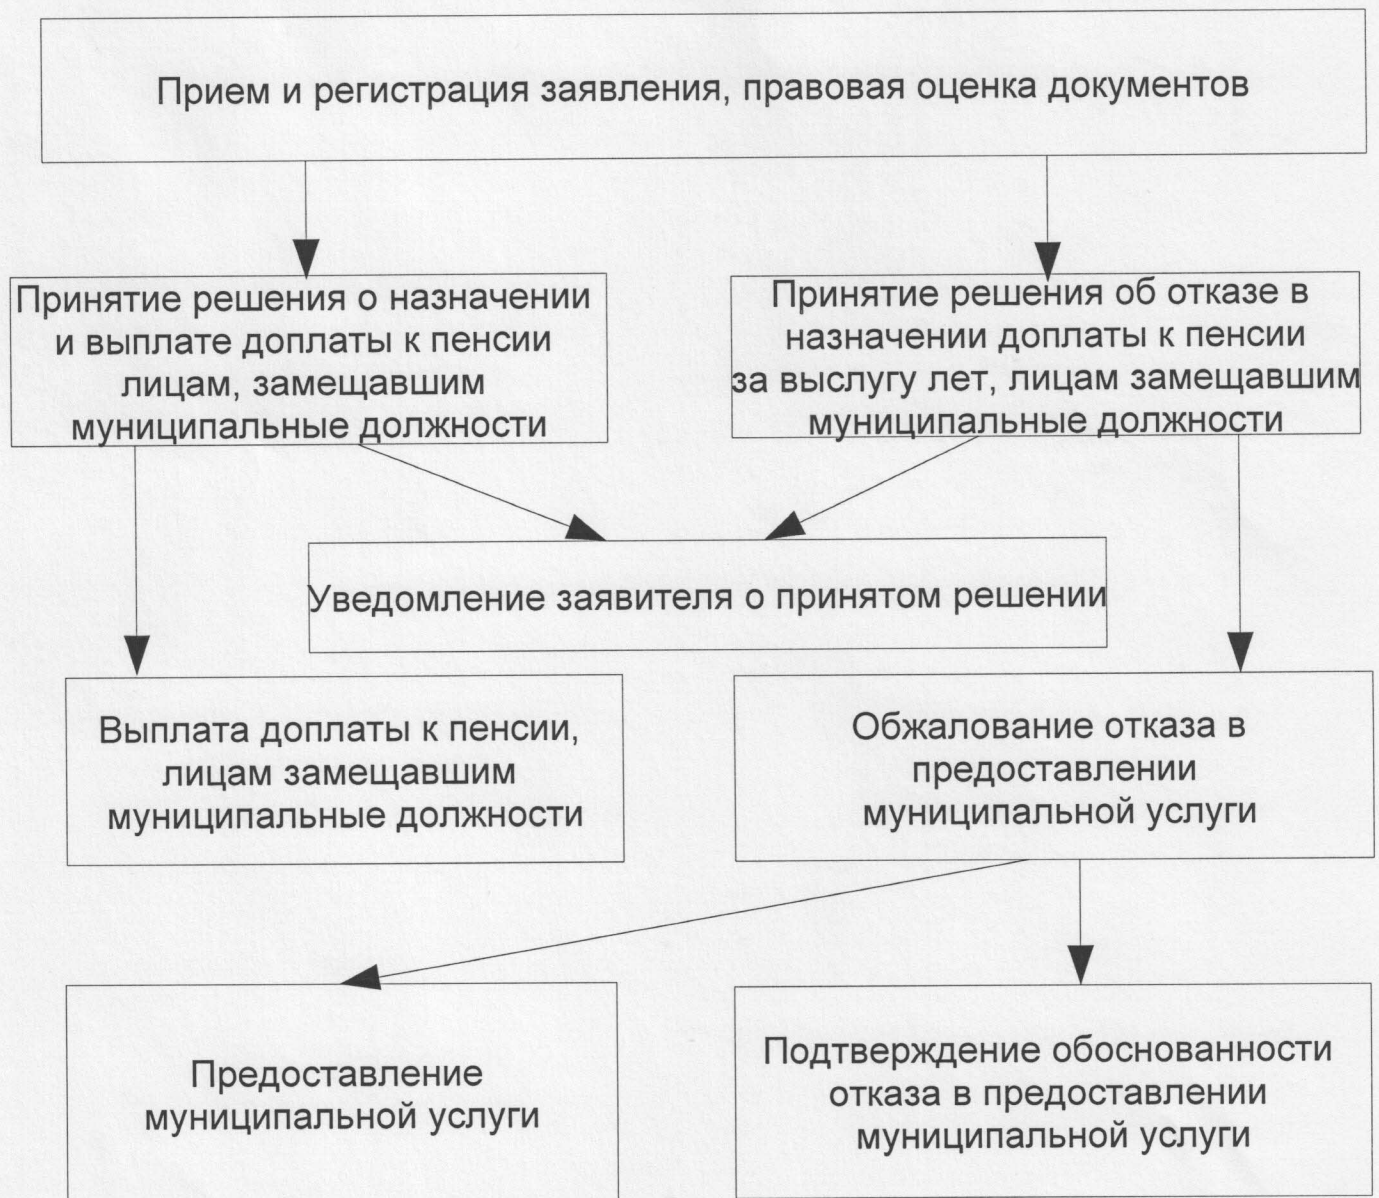 Прием и регистрация заявления, правовая оценка документов
Принятие решения о назначении
и выплате доплаты к пенсии
лицам, замещавшим
муниципальные должности
Принятие решения об отказе в
назначении доплаты к пенсии
за выслугу лет, лицам замещавшим
муниципальные должности
Уведомление заявителя о принятом решении
Выплата доплаты к пенсии,
лицам замещавшим
муниципальные должности
Обжалование отказа в
предоставлении
муниципальной услуги
Предоставление
муниципальной услуги
Подтверждение обоснованности
отказа в предоставлении
муниципальной услуги